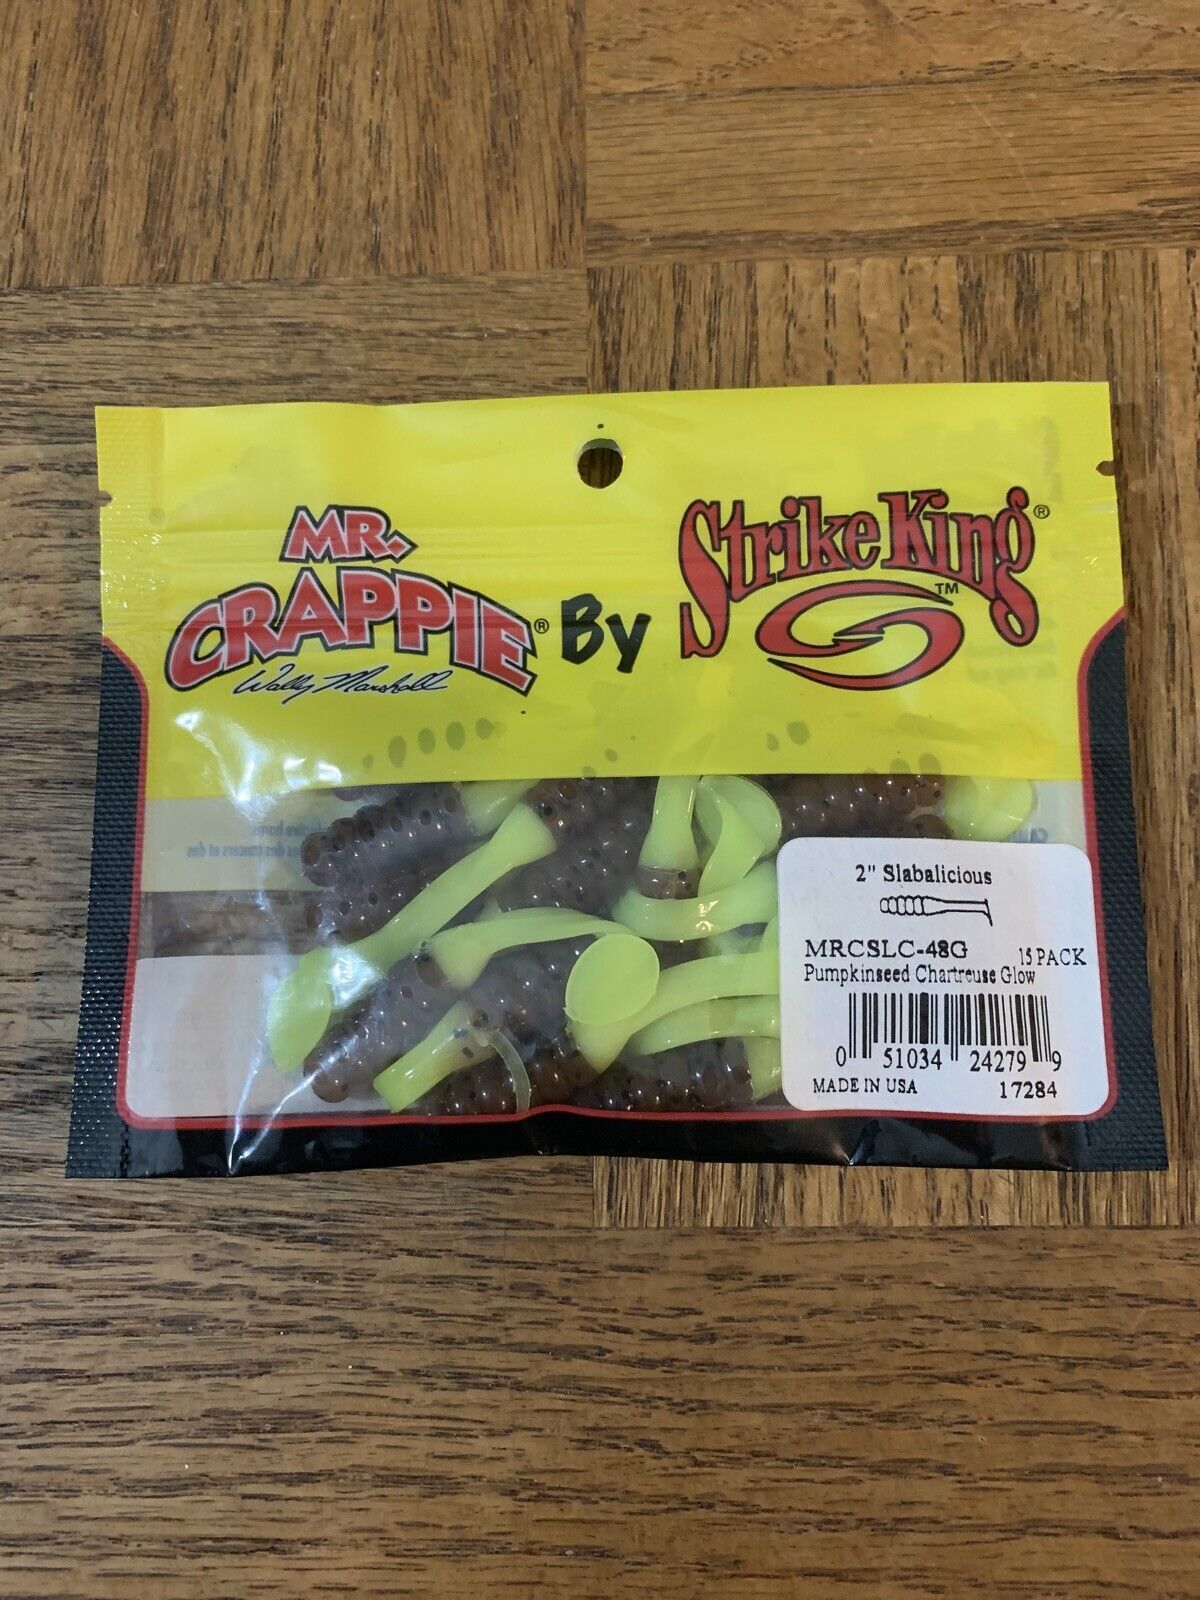 MR.
CRAPPIE®
Wally Marshall
By
Strike King®
TM
2" Slabalicious
MRCSLC-48G 15 PACK
Pumpkinseed Chartreuse Glow
0 51034 24279 9
MADE IN USA 17284